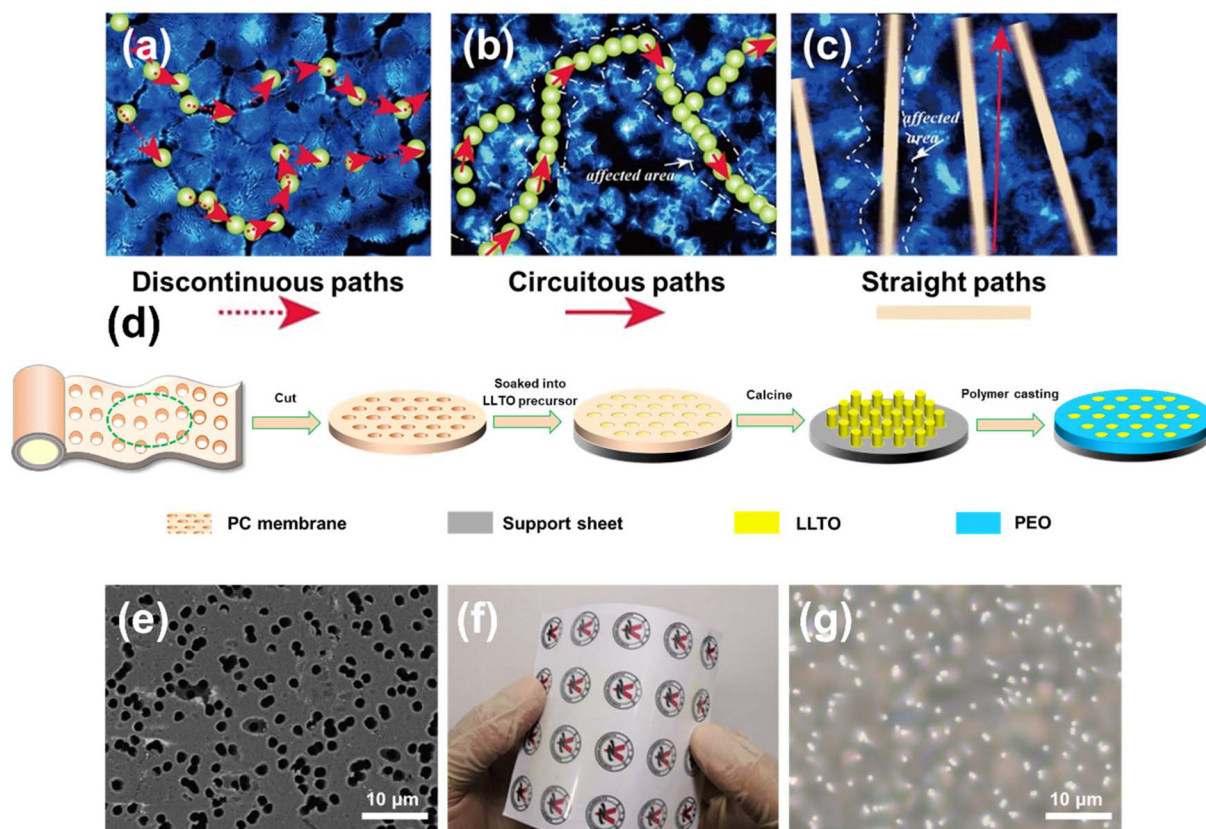 (a)
(b)
(c)
affected area
affected
area
Discontinuous paths
Circuitous paths
Straight paths
(d)
Cut
Soaked into
LLTO precursor
Calcine
Polymer casting
PC membrane
Support sheet
LLTO
PEO
(e)
(f)
(g)
10 μm
10 μm